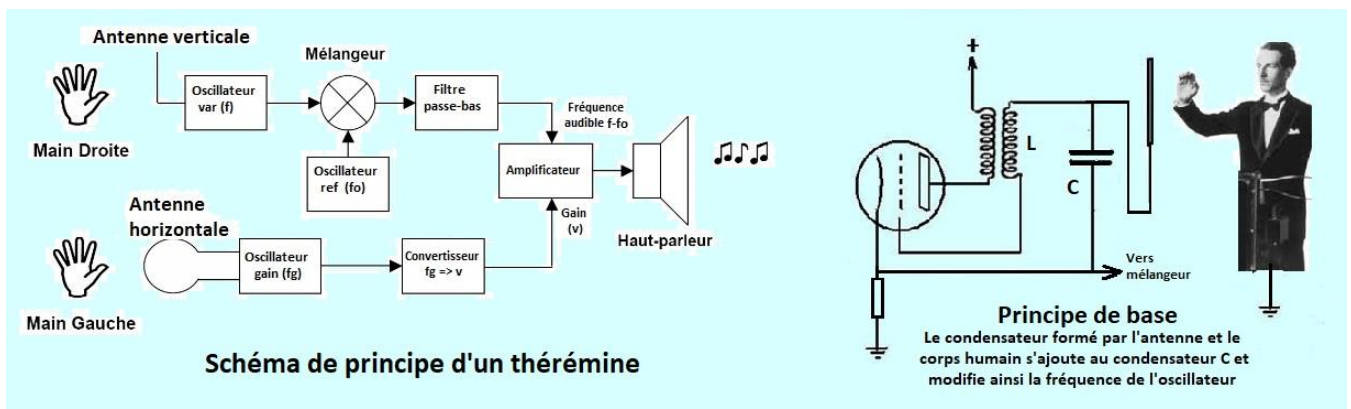 Antenne verticale
Mélangeur
Oscillateur
var (f)
Filtre
passe-bas
Main Droite
Fréquence
audible f-fo
Oscillateur
ref (fo)
Amplificateur
Haut-parleur
Gain
(v)
Antenne
horizontale
Oscillateur
gain (fg)
Convertisseur
fg => v
Main Gauche
Schéma de principe d'un thérémine
+
L
C
Vers
mélangeur
Principe de base
Le condensateur formé par l'antenne et le
corps humain s'ajoute au condensateur C et
modifie ainsi la fréquence de l'oscillateur